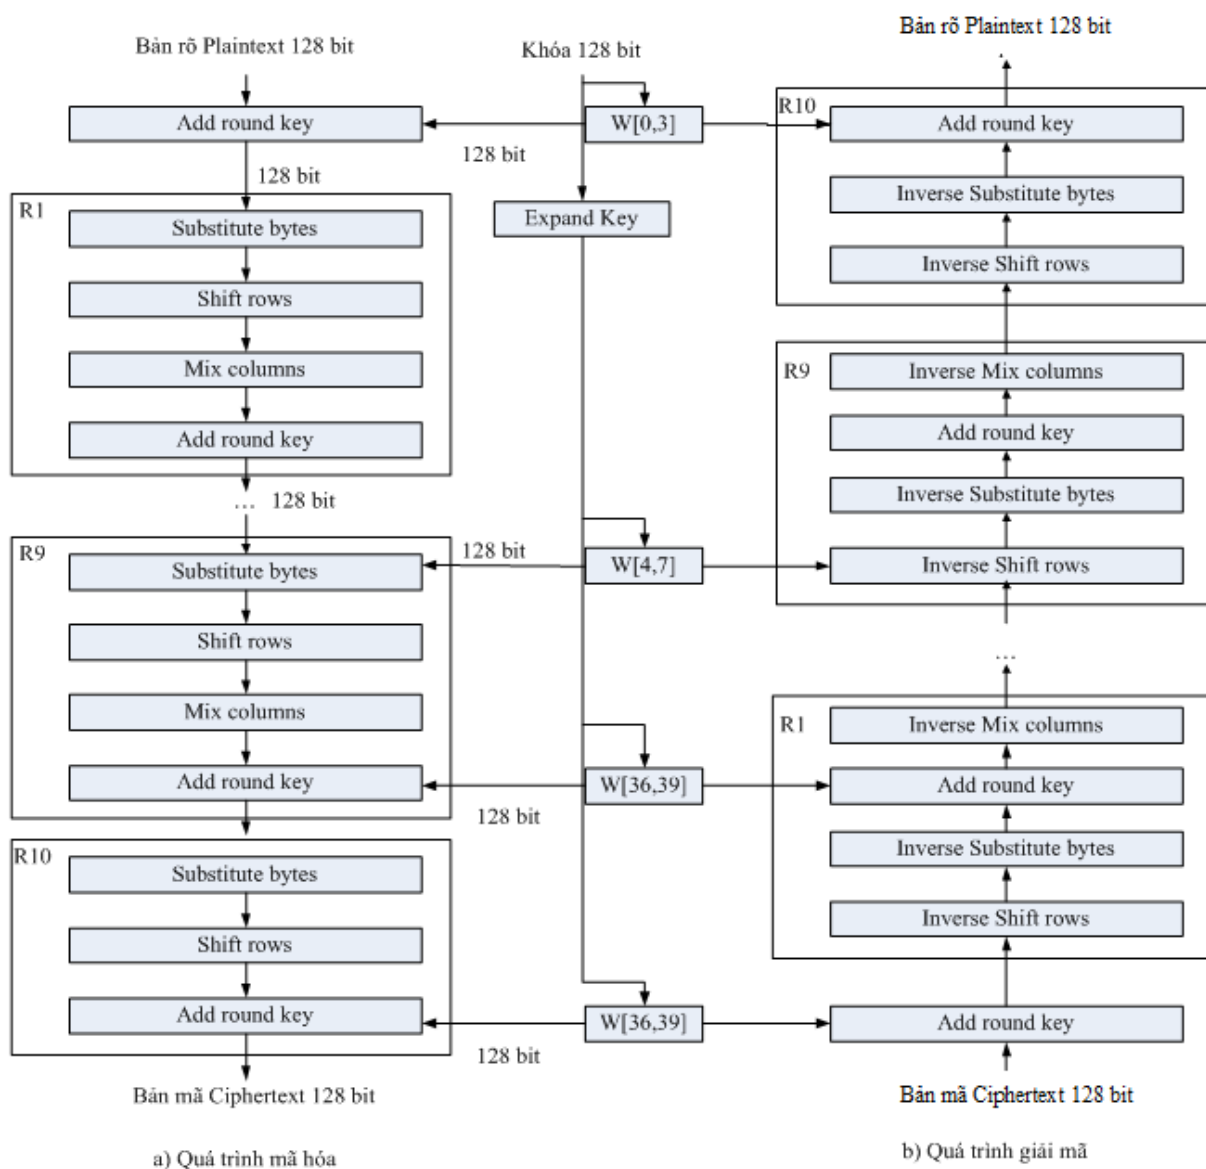 Bản rõ Plaintext 128 bit
Add round key
128 bit
R1
Substitute bytes
Shift rows
Mix columns
Add round key
... 128 bit
R9
Substitute bytes
Shift rows
Mix columns
Add round key
R10
Substitute bytes
Shift rows
Add round key
Bản mã Ciphertext 128 bit
a) Quá trình mã hóa
Khóa 128 bit
W[0,3]
128 bit
Expand Key
128 bit
W[4,7]
W[36,39]
128 bit
W[36,39]
128 bit
Bản rõ Plaintext 128 bit
R10
Add round key
Inverse Substitute bytes
Inverse Shift rows
R9
Inverse Mix columns
Add round key
Inverse Substitute bytes
Inverse Shift rows
...
R1
Inverse Mix columns
Add round key
Inverse Substitute bytes
Inverse Shift rows
Add round key
Bản mã Ciphertext 128 bit
b) Quá trình giải mã